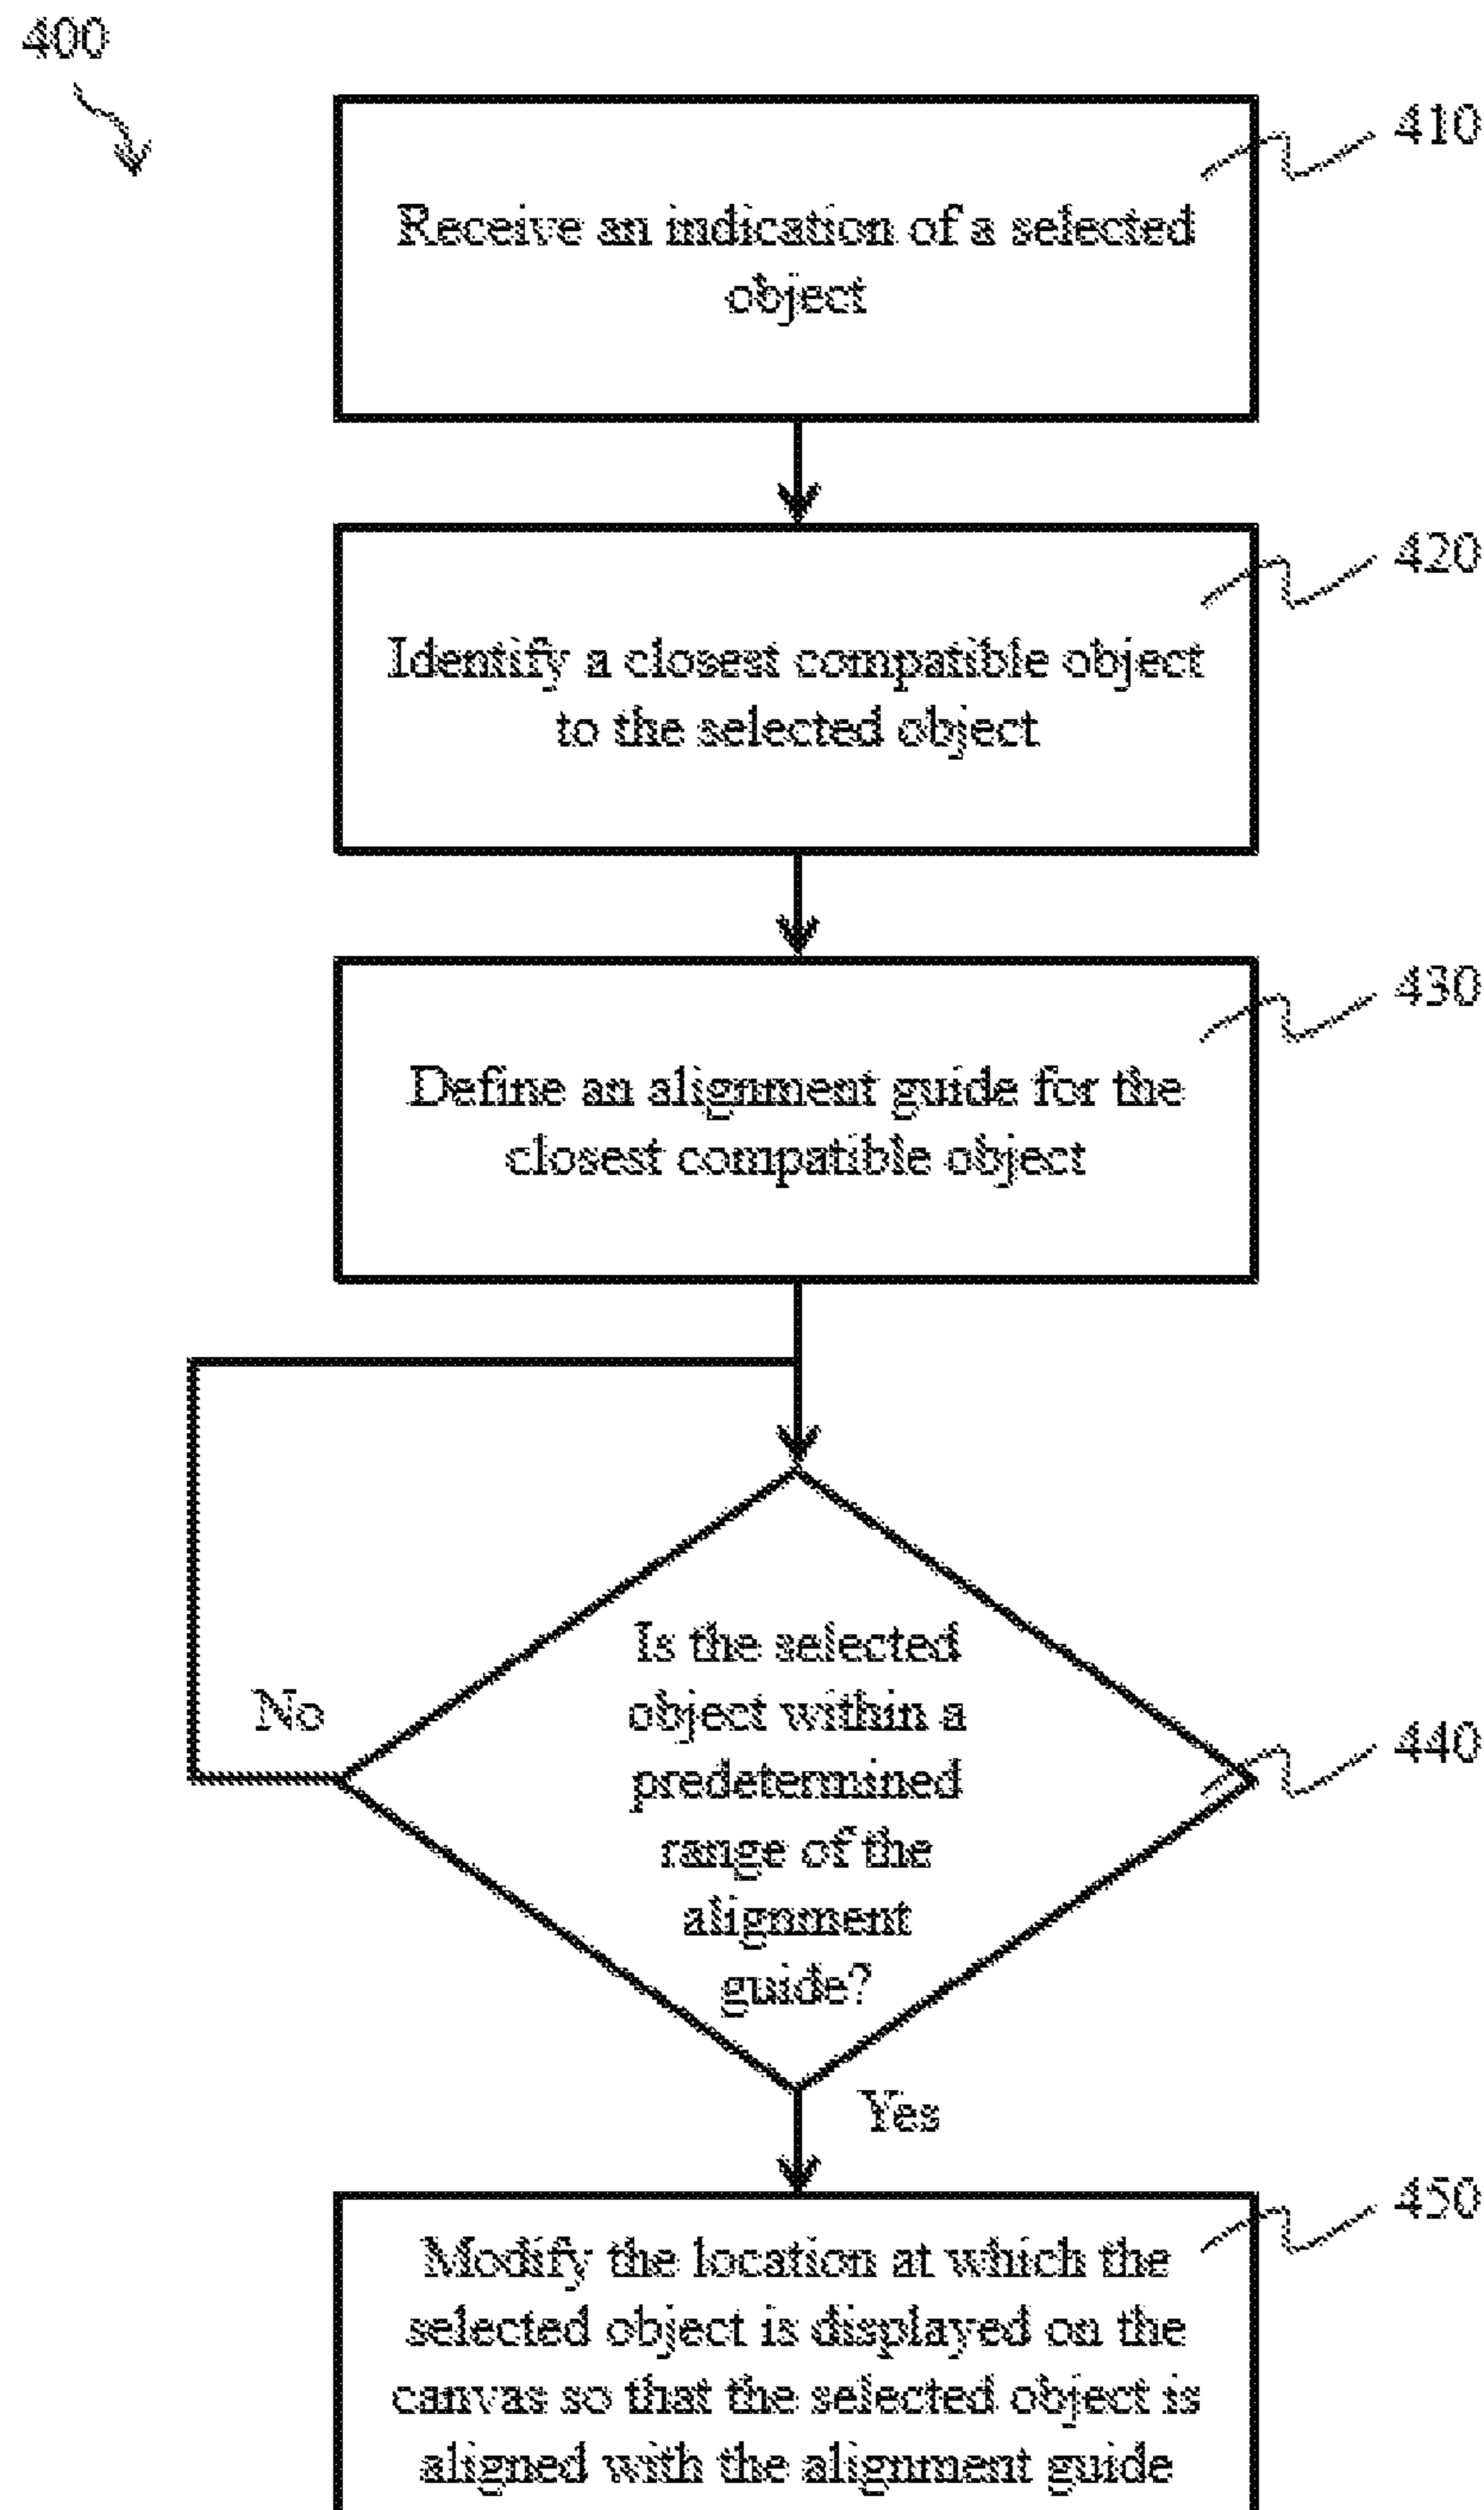 400
410
Receive an indication of a selected
object
420
Identify a closest compatible object
to the selected object
430
Define an alignment guide for the
closest compatible object
Is the selected
object within a
predetermined
range of the
alignment
guide?
No
440
Yes
450
Modify the location at which the
selected object is displayed on the
canvas so that the selected object is
aligned with the alignment guide